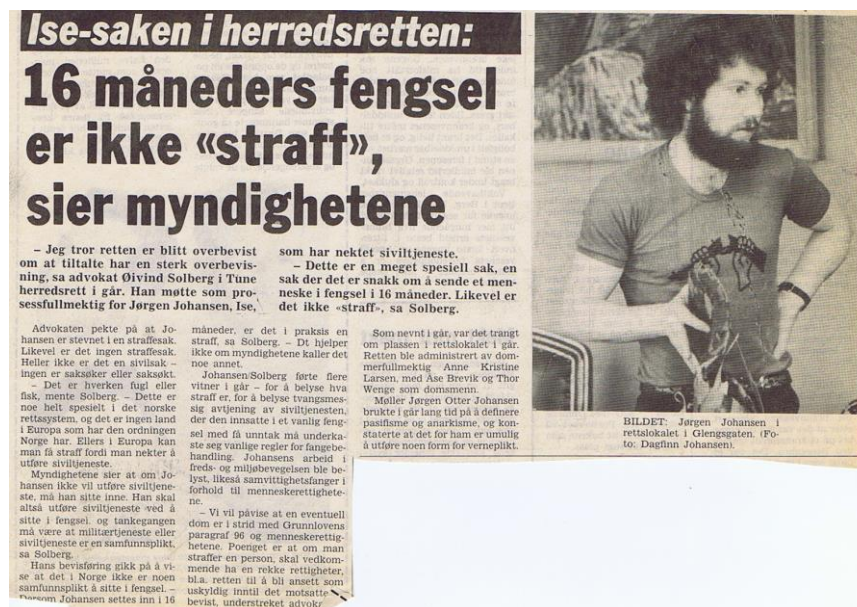 Ise-saken i herredsretten:
16 måneders fengsel
er ikke «straff»,
sier myndighetene
– Jeg tror retten er blitt overbevist
om at tiltalte har en sterk overbevis-
ning, sa advokat Øivind Solberg i Tune
herredsrett i går. Han møtte som pro-
sessfullmektig for Jørgen Johansen, Ise,
som har nektet siviltjeneste.
– Dette er en meget spesiell sak, en
sak der det er snakk om å sende et men-
neske i fengsel i 16 måneder. Likevel er
det ikke «straff», sa Solberg.
Advokaten pekte på at Jo-
hansen er stevnet i en straffesak.
Likevel er det ingen straffesak.
Heller ikke er det en sivilsak –
ingen er saksøker eller saksøkt.
– Det er hverken fugl eller
fisk, mente Solberg. – Dette er
noe helt spesielt i det norske
rettssystem, og det er ingen land
i Europa som har den ordningen
Norge har. Ellers i Europa kan
man få straff fordi man nekter å
utføre siviltjeneste.
Myndighetene sier at om Jo-
hansen ikke vil utføre siviltjene-
ste, må han sitte inne. Han skal
altså utføre siviltjeneste ved å
sitte i fengsel, og tankegangen
må være at militærtjeneste eller
siviltjeneste er en samfunnsplikt,
sa Solberg.
Hans bevisføring gikk på å vi-
se at det i Norge ikke er noen
samfunnsplikt å sitte i fengsel. –
Dersom Johansen settes inn i 16
måneder, er det i praksis en
straff, sa Solberg. – Dt hjelper
ikke om myndighetene kaller det
noe annet.
Johansen/Solberg førte flere
vitner i går – for å belyse hva
straff er, for å belyse tvangsmes-
sig avtjening av siviltjenesten,
der den innsatte i et vanlig feng-
sel med få unntak må underka-
ste seg vanlige regler for fangebe-
handling. Johansens arbeid i
freds- og miljøbevegelsen ble be-
lyst, likeså samvittighetsfanger i
forhold til menneskerettighete-
ne.
– Vi vil påvise at en eventuell
dom er i strid med Grunnlovens
paragraf 96 og menneskerettig-
hetene. Poenget er at om man
straffer en person, skal vedkom-
mende ha en rekke rettigheter,
bl.a. retten til å bli ansett som
uskyldig inntil det motsatte
bevist, understreket advokr
Som nevnt i går, var det trangt
om plassen i rettslokalet i går.
Retten ble administrert av dom-
merfullmektig Anne Kristine
Larsen, med Åse Brevik og Thor
Wenge som domsmenn.
Møller Jørgen Otter Johansen
brukte i går lang tid på å definere
pasifisme og anarkisme, og kon-
staterte at det for ham er umulig
å utføre noen form for verneplikt.
BILDET: Jørgen Johansen i
rettslokalet i Glengsgaten. (Fo-
to: Dagfinn Johansen).